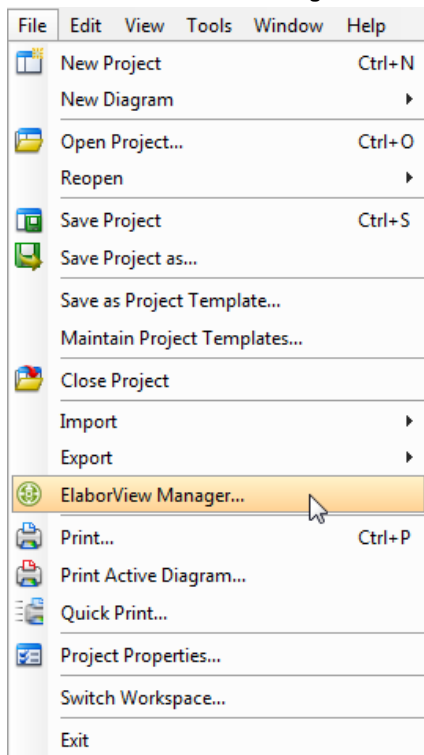 File Edit View Tools Window Help
New Project Ctrl+N
New Diagram
Open Project... Ctrl+O
Reopen
Save Project Ctrl+S
Save Project as...
Save as Project Template...
Maintain Project Templates...
Close Project
Import
Export
ElaborView Manager...
Print... Ctrl+P
Print Active Diagram...
Quick Print...
Project Properties...
Switch Workspace...
Exit